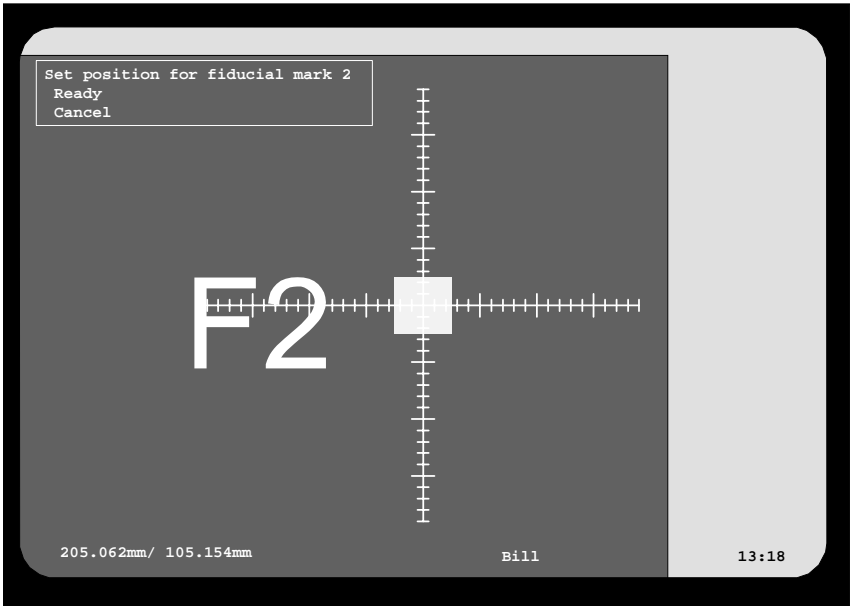 Set position for fiducial mark 2
Ready
Cancel
F2
205.062mm/ 105.154mm
Bill
13:18